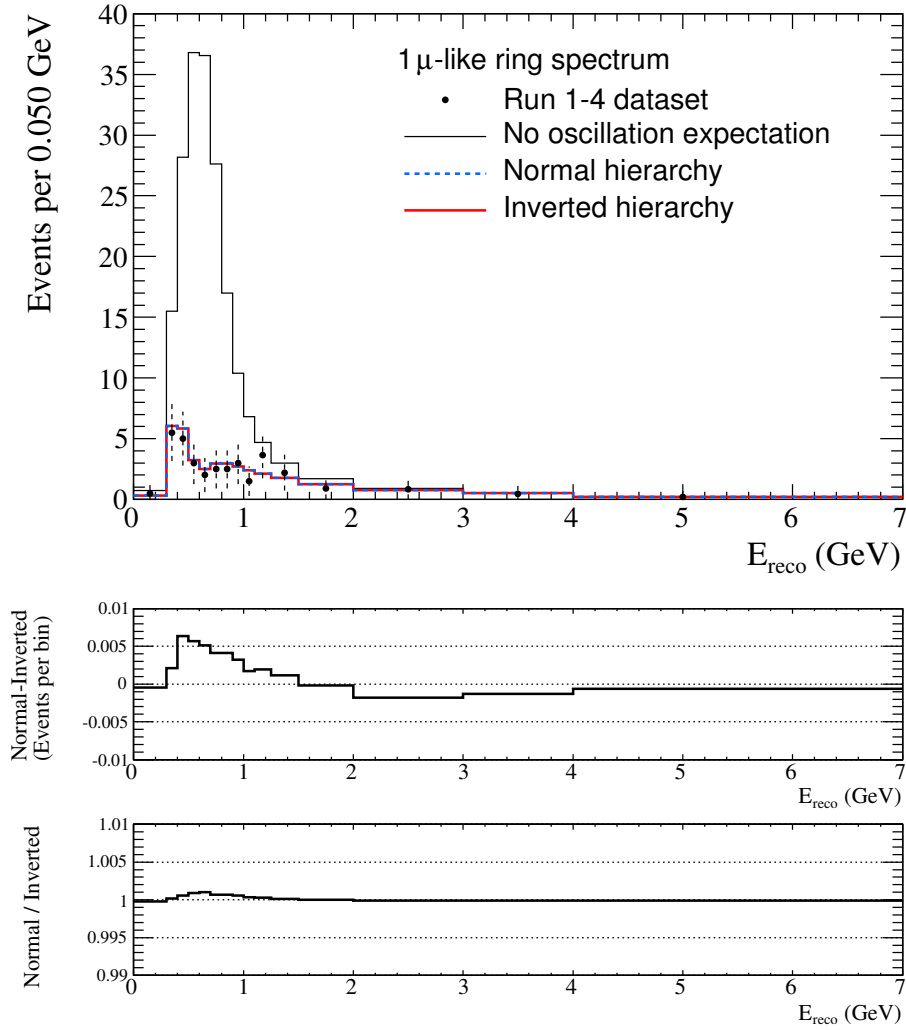 40
35
30
25
20
15
10
5
0
Events per 0.050 GeV
1μ-like ring spectrum
Run 1-4 dataset
No oscillation expectation
Normal hierarchy
Inverted hierarchy
0 1 2 3 4 5 6 7
E_reco (GeV)
0.01
0.005
0
-0.005
-0.01
Normal-Inverted
(Events per bin)
0 1 2 3 4 5 6 7
E_reco (GeV)
1.01
1.005
1
0.995
0.99
Normal / Inverted
0 1 2 3 4 5 6 7
E_reco (GeV)